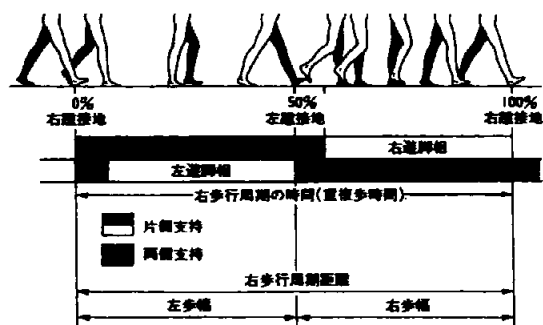 0% 50% 100%
右踵接地 左踵接地 右踵接地
右遊脚相
左遊脚相
右歩行周期の時間(重複歩時間)
片側支持
両側支持
右歩行周期距離
左歩幅 右歩幅